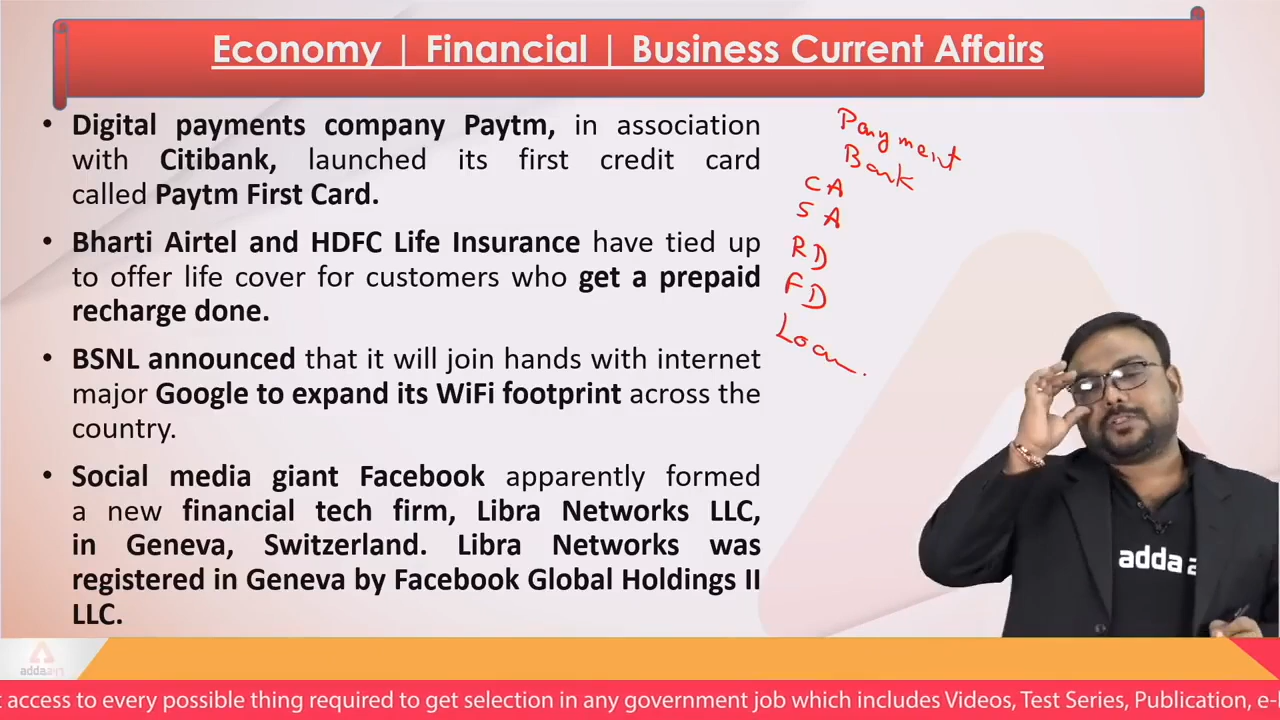 Economy | Financial | Business Current Affairs
• Digital payments company Paytm, in association
with Citibank, launched its first credit card
called Paytm First Card.
• Bharti Airtel and HDFC Life Insurance have tied up
to offer life cover for customers who get a prepaid
recharge done.
• BSNL announced that it will join hands with internet
major Google to expand its WiFi footprint across the
country.
• Social media giant Facebook apparently formed
a new financial tech firm, Libra Networks LLC,
in Geneva, Switzerland. Libra Networks was
registered in Geneva by Facebook Global Holdings II
LLC.
Payment
Bank
CA
SA
RD
FD
Loan
adda
adda
t access to every possible thing required to get selection in any government job which includes Videos, Test Series, Publication, e-